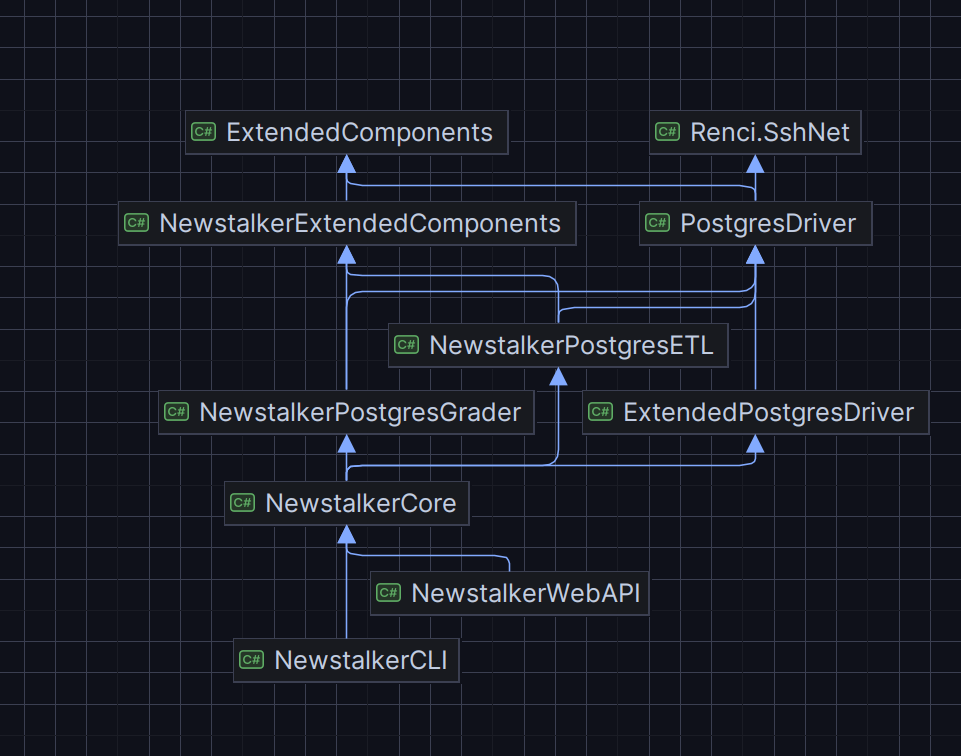 C# ExtendedComponents
C# Renci.SshNet
C# NewstalkerExtendedComponents
C# PostgresDriver
C# NewstalkerPostgresETL
C# NewstalkerPostgresGrader
C# ExtendedPostgresDriver
C# NewstalkerCore
C# NewstalkerWebAPI
C# NewstalkerCLI